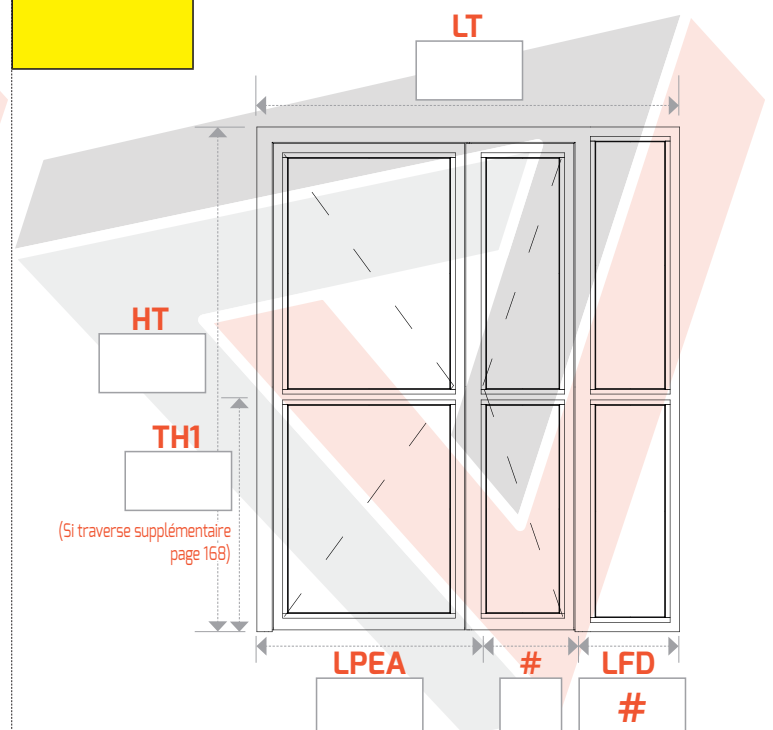 LT
HT
TH1
(Si traverse supplémentaire
page 168)
LPEA
#
LFD
#